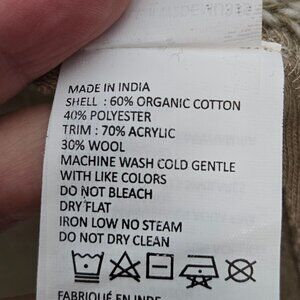 MADE IN INDIA
SHELL : 60% ORGANIC COTTON
40% POLYESTER
TRIM : 70% ACRYLIC
30% WOOL
MACHINE WASH COLD GENTLE
WITH LIKE COLORS
DO NOT BLEACH
DRY FLAT
IRON LOW NO STEAM
DO NOT DRY CLEAN
FABRIQUÉ EN INDE